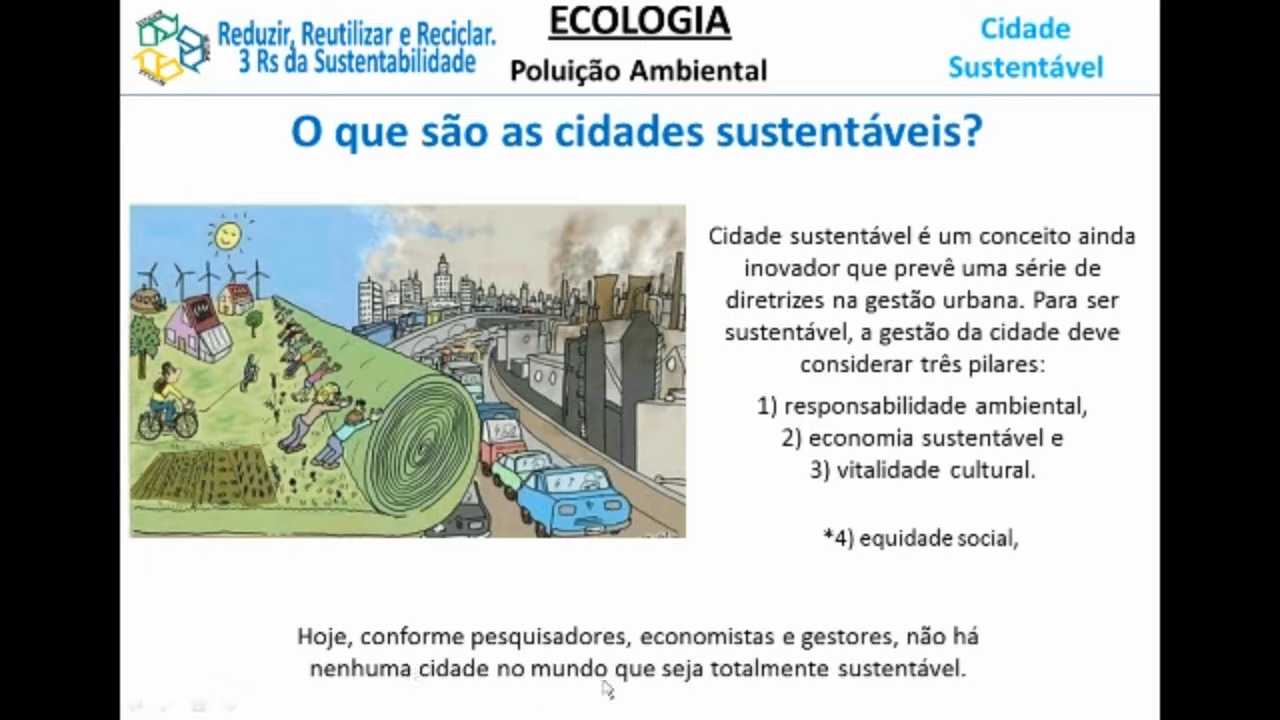 Reduzir, Reutilizar e Reciclar.
3 Rs da Sustentabilidade
ECOLOGIA
Poluição Ambiental
Cidade
Sustentável
O que são as cidades sustentáveis?
Cidade sustentável é um conceito ainda
inovador que prevê uma série de
diretrizes na gestão urbana. Para ser
sustentável, a gestão da cidade deve
considerar três pilares:
1) responsabilidade ambiental,
2) economia sustentável e
3) vitalidade cultural.
*4) equidade social,
Hoje, conforme pesquisadores, economistas e gestores, não há
nenhuma cidade no mundo que seja totalmente sustentável.